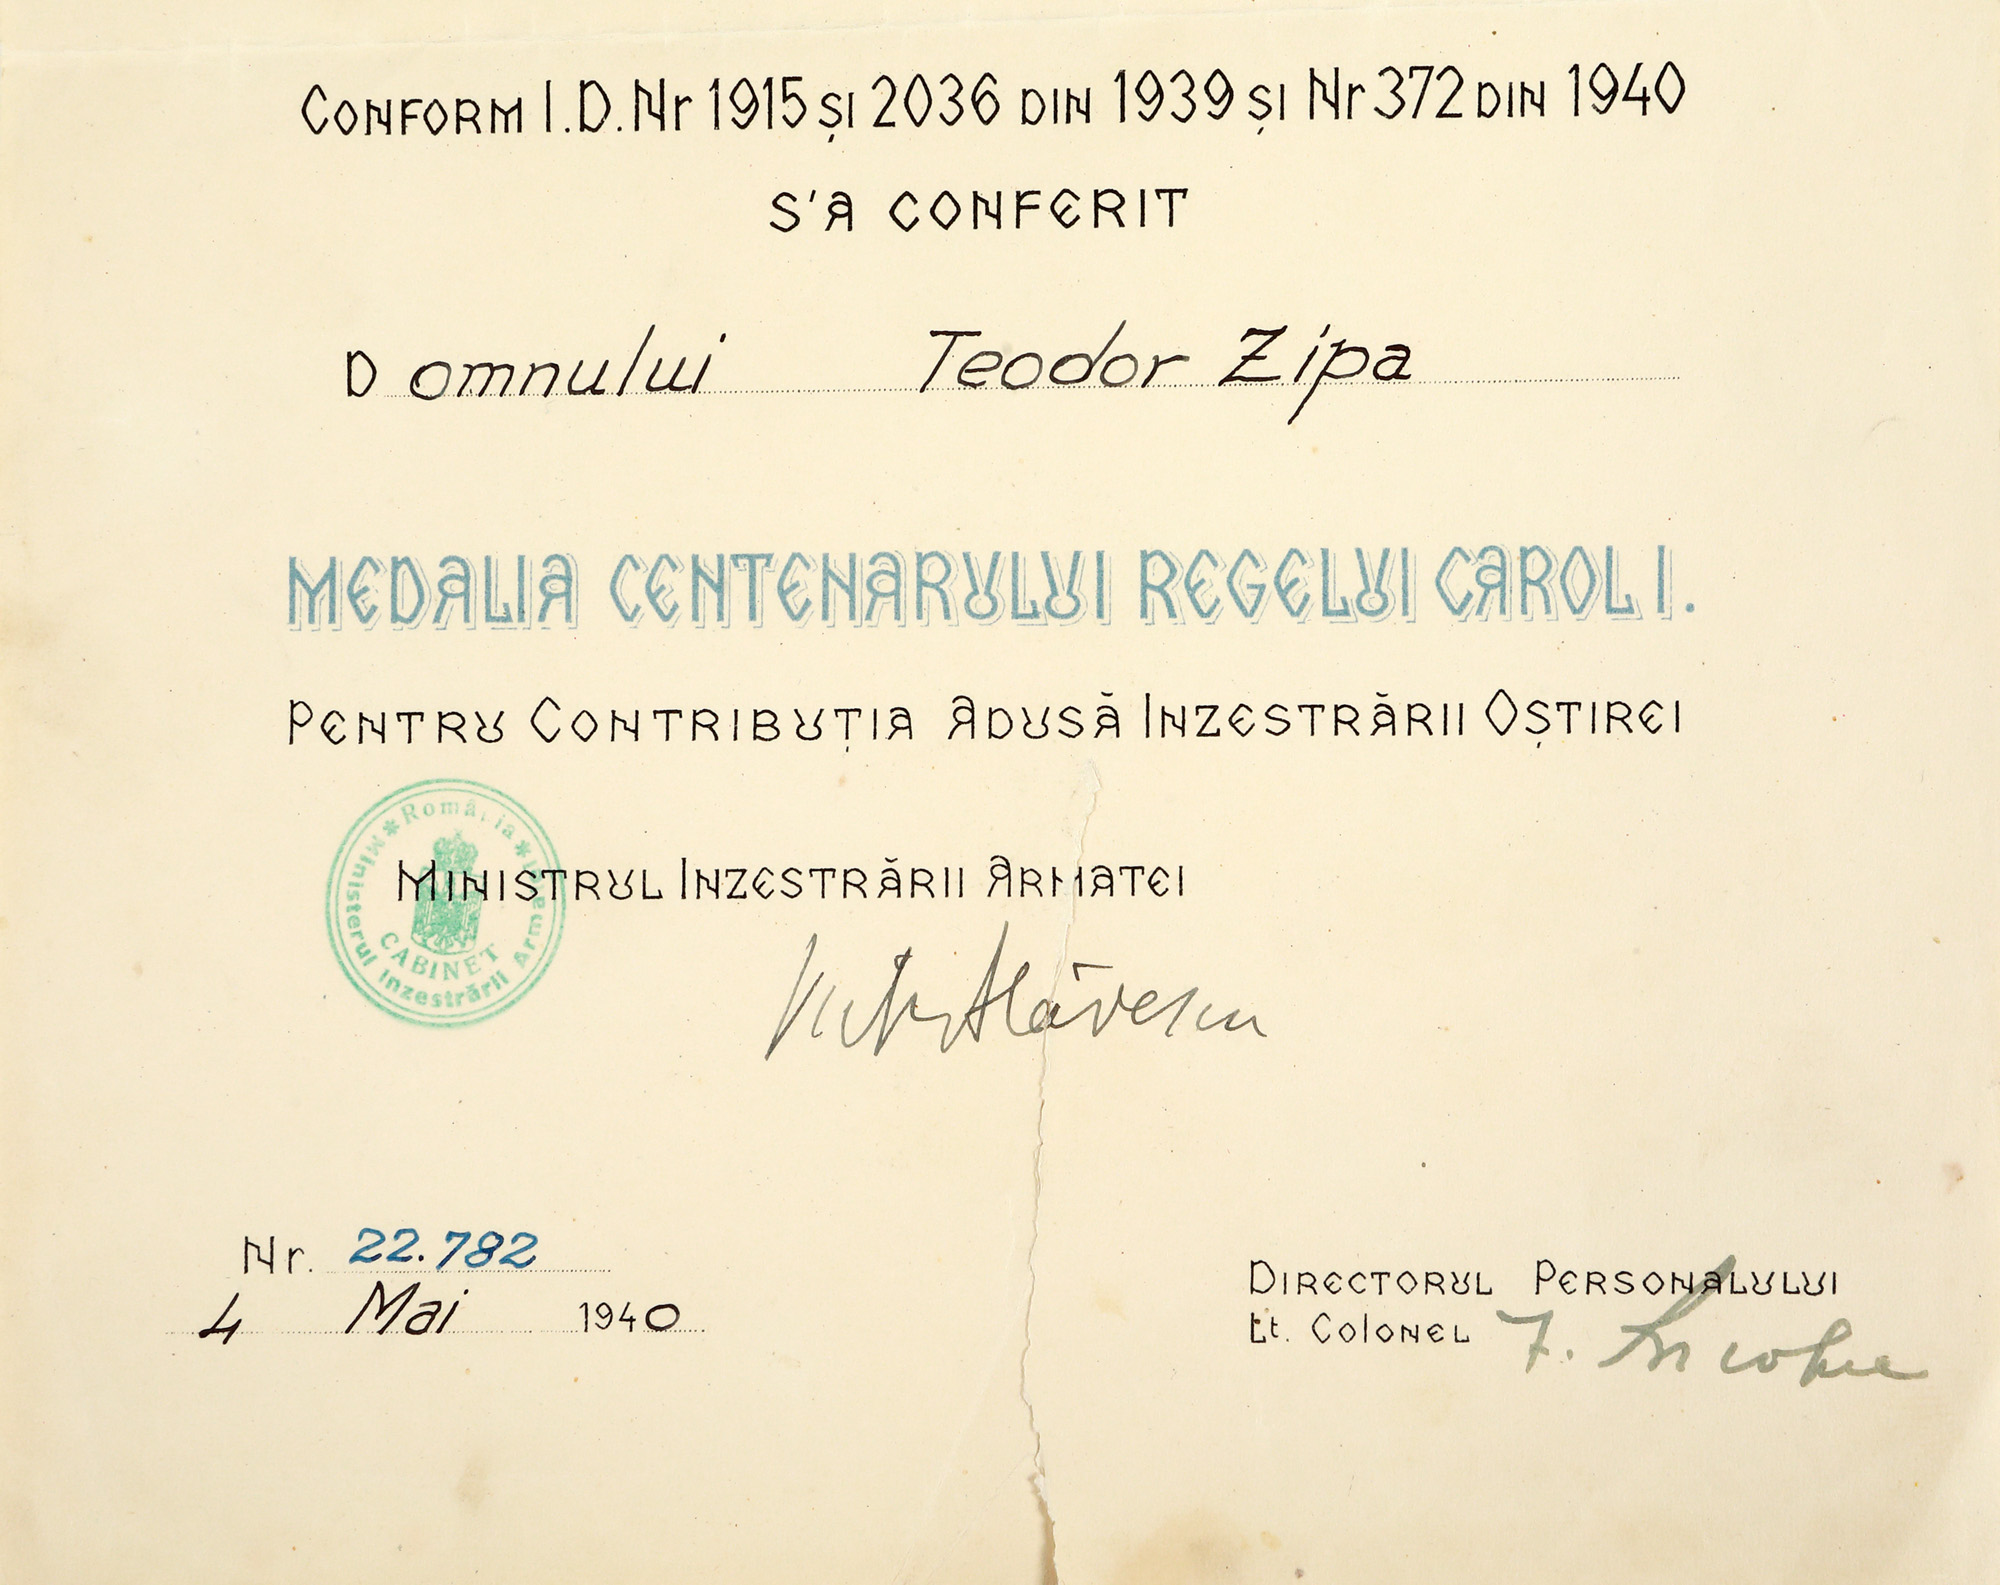 Conform I.D. Nr 1915 și 2036 din 1939 și Nr 372 din 1940
s'a conferit
Domnului Teodor Zipa
MEDALIA CENTENARULUI REGELUI CAROL I.
Pentru Contribuția Adusă Inzestrării Oștirei
România
Ministerul Inzestrării Armatei
CABINET
Ministrul Inzestrării Armatei
Victor Slăvescu
Nr. 22.782
4 Mai 1940
Directorul Personalului
Lt. Colonel